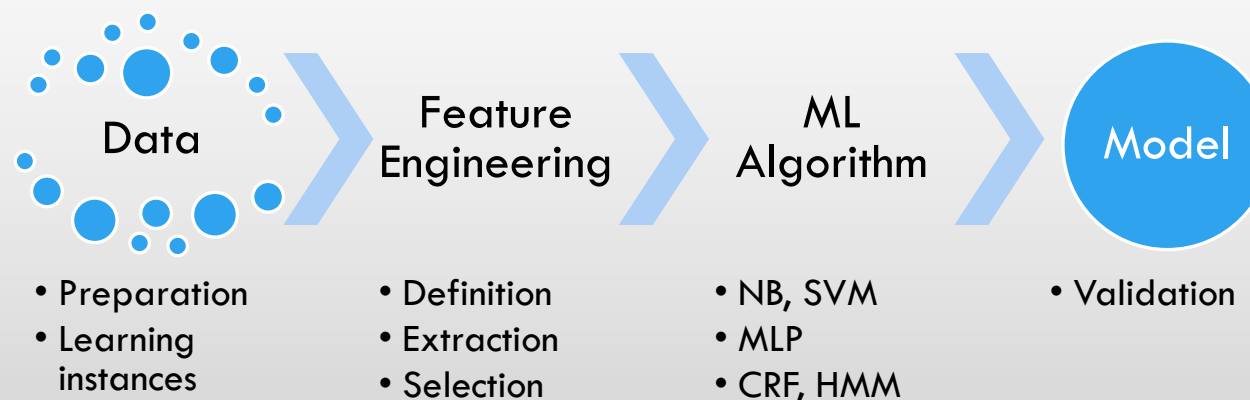 Data
Feature
Engineering
ML
Algorithm
Model
• Preparation
• Learning
instances
• Definition
• Extraction
• Selection
• NB, SVM
• MLP
• CRF, HMM
• Validation